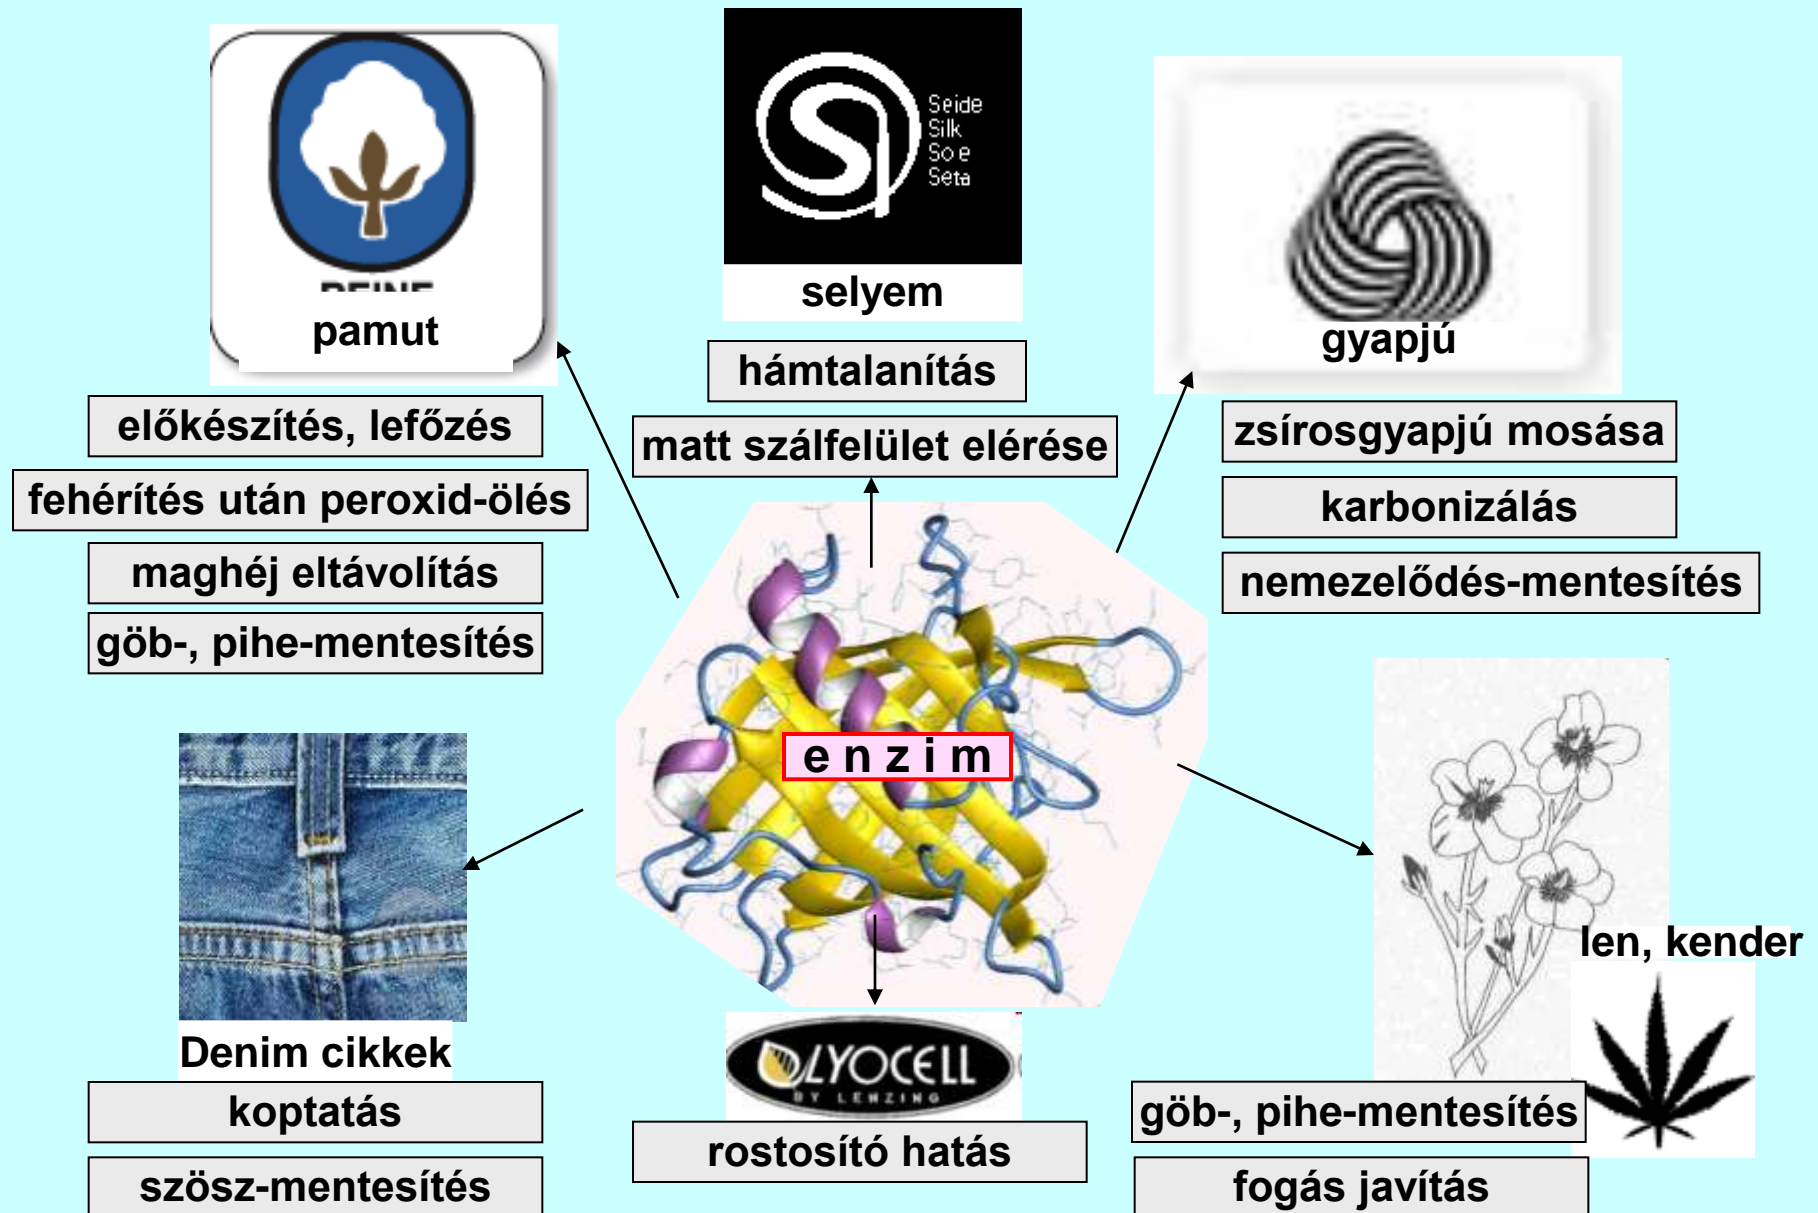 pamut
előkészítés, lefőzés
fehérítés után peroxid-ölés
maghéj eltávolítás
göb-, pihe-mentesítés
Seide
Silk
So e
Seta
selyem
hámtalanítás
matt szálfelület elérése
gyapjú
zsírosgyapjú mosása
karbonizálás
nemezelődés-mentesítés
e n z i m
Denim cikkek
koptatás
szösz-mentesítés
LYOCELL
BY LENZING
rostosító hatás
len, kender
göb-, pihe-mentesítés
fogás javítás